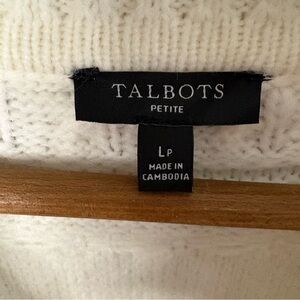 TALBOTS
PETITE
LP
MADE IN
CAMBODIA